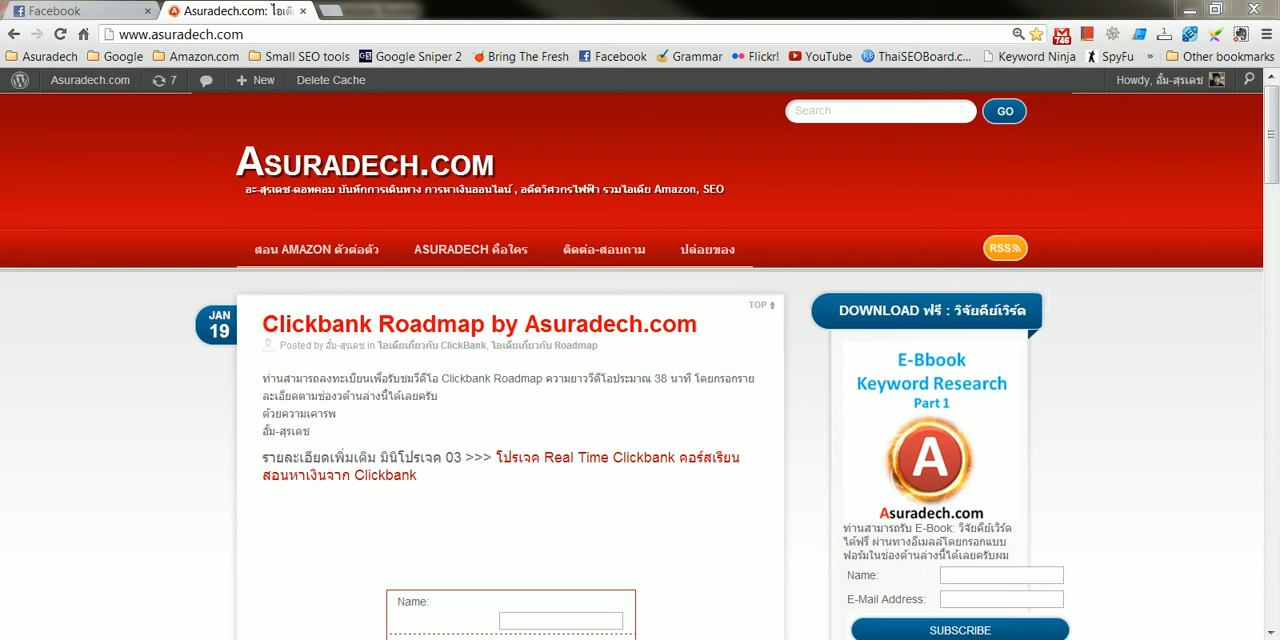 Facebook
Asuradech.com: ไอเดี
www.asuradech.com
Asuradech Google Amazon.com Small SEO tools Google Sniper 2 Bring The Fresh Facebook Grammar Flickr! YouTube ThaiSEOBoard.c... Keyword Ninja SpyFu » Other bookmarks
Asuradech.com 7 New Delete Cache Howdy, อั้ม-สุรเดช
Search GO
ASURADECH.COM
อะ-สุรเดช-ดอทคอม บันทึกการเดินทาง การหาเงินออนไลน์ , อดีตวิศวกรไฟฟ้า รวมไอเดีย Amazon, SEO
สอน AMAZON ตัวต่อตัว ASURADECH คือใคร ติดต่อ-สอบถาม ปล่อยของ RSS
JAN
19
TOP
Clickbank Roadmap by Asuradech.com
Posted by อั้ม-สุรเดช in ไอเดียเกี่ยวกับ ClickBank, ไอเดียเกี่ยวกับ Roadmap
ท่านสามารถลงทะเบียนเพื่อรับชมวีดีโอ Clickbank Roadmap ความยาววีดีโอประมาณ 38 นาที โดยกรอกราย
ละเอียดตามช่องด้านล่างนี้ได้เลยครับ
ด้วยความเคารพ
อั้ม-สุรเดช
รายละเอียดเพิ่มเติม มินิโปรเจค 03 >>> โปรเจค Real Time Clickbank คอร์สเรียน
สอนหาเงินจาก Clickbank
Name:
DOWNLOAD ฟรี : วิจัยคีย์เวิร์ด
E-Bbook
Keyword Research
Part 1
A
Asuradech.com
ท่านสามารถรับ E-Book: วิจัยคีย์เวิร์ด
ได้ฟรี ผ่านทางอีเมลล์โดยกรอกแบบ
ฟอร์มในช่องด้านล่างนี้ได้เลยครับผม
Name:
E-Mail Address:
SUBSCRIBE